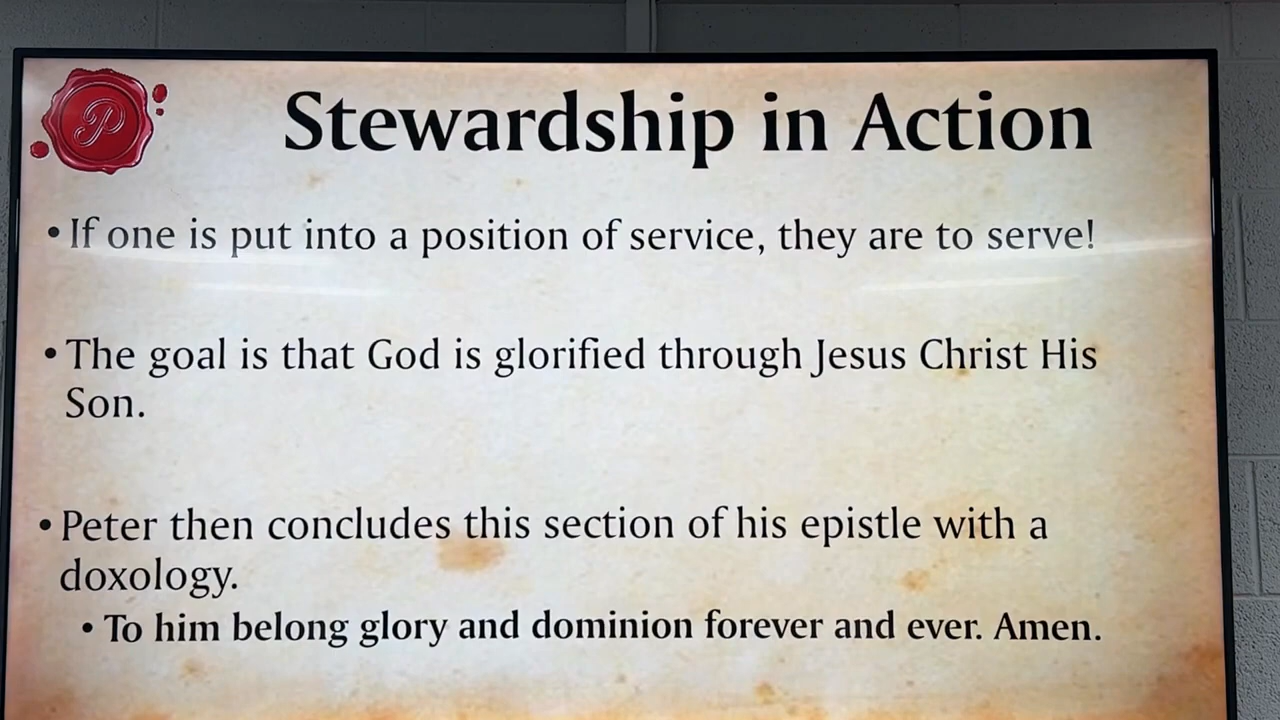 P
Stewardship in Action
• If one is put into a position of service, they are to serve!
• The goal is that God is glorified through Jesus Christ His
Son.
• Peter then concludes this section of his epistle with a
doxology.
• To him belong glory and dominion forever and ever. Amen.